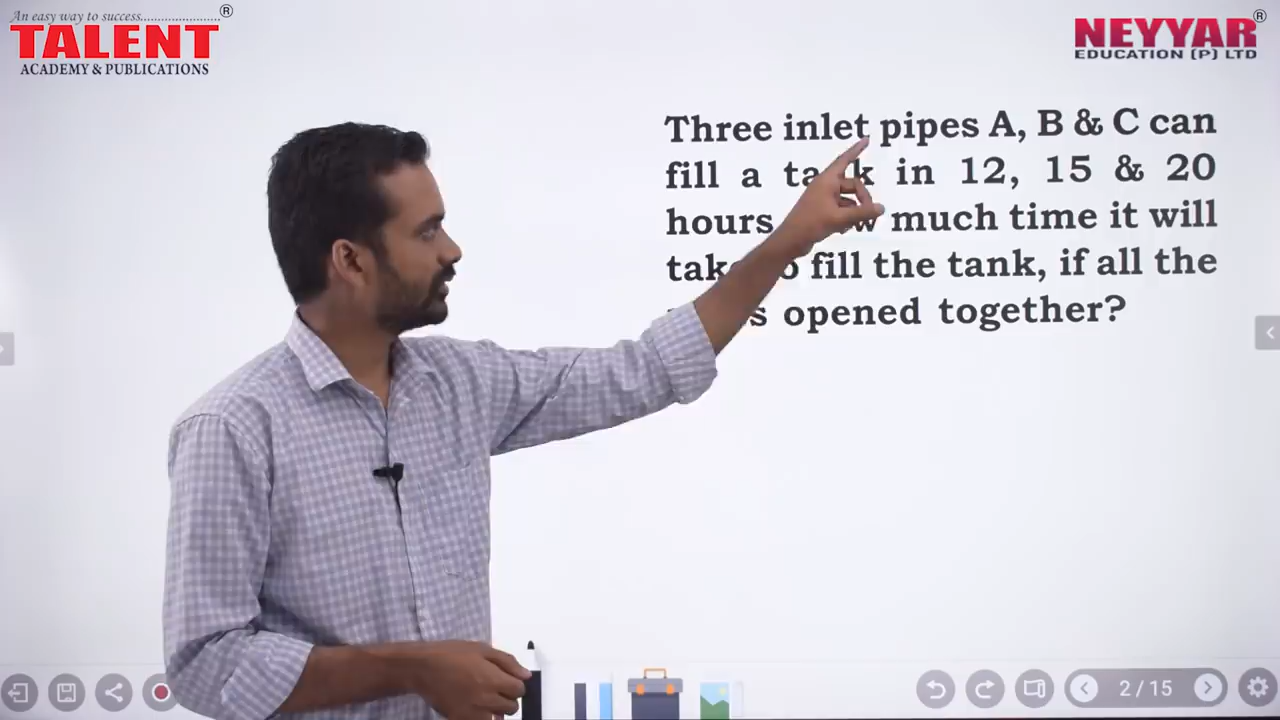 An easy way to success.....................
®
TALENT
ACADEMY & PUBLICATIONS
NEYYAR
®
EDUCATION (P) LTD
Three inlet pipes A, B & C can
fill a in 12, 15 & 20
hours much time it will
fill the tank, if all the
opened together?
2 / 15